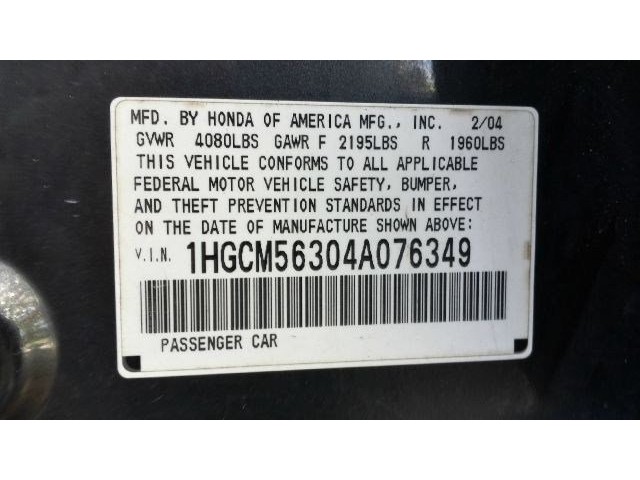 MFD. BY HONDA OF AMERICA MFG., INC. 2/04
GVWR 4080LBS GAWR F 2195LBS R 1960LBS
THIS VEHICLE CONFORMS TO ALL APPLICABLE
FEDERAL MOTOR VEHICLE SAFETY, BUMPER,
AND THEFT PREVENTION STANDARDS IN EFFECT
ON THE DATE OF MANUFACTURE SHOWN ABOVE:
V.I.N. 1HGCM56304A076349
PASSENGER CAR